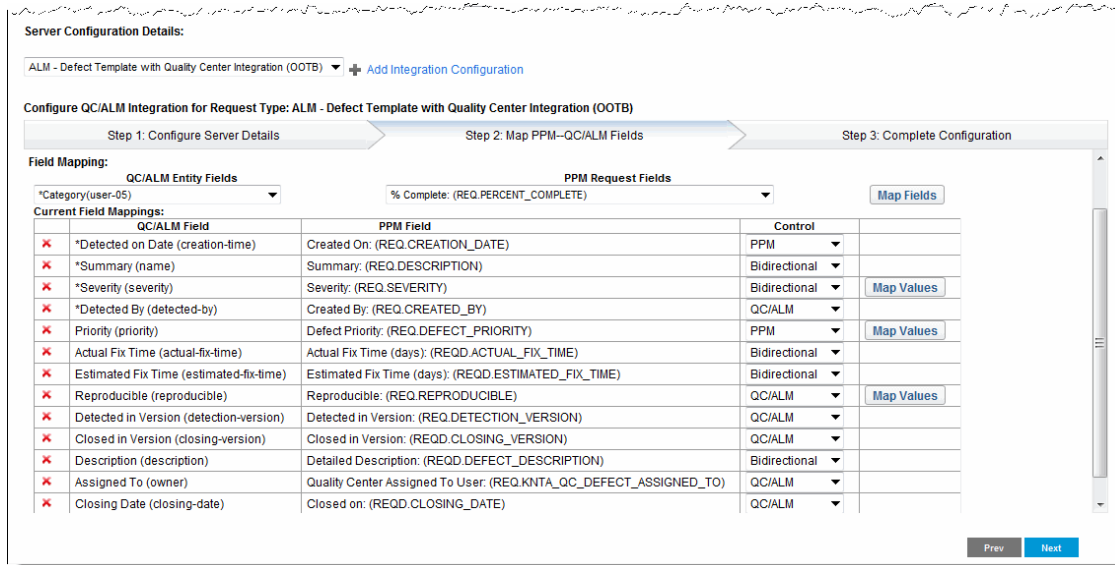 Server Configuration Details:
ALM - Defect Template with Quality Center Integration (OOTB) Add Integration Configuration
Configure QC/ALM Integration for Request Type: ALM - Defect Template with Quality Center Integration (OOTB)
Step 1: Configure Server Details Step 2: Map PPM--QC/ALM Fields Step 3: Complete Configuration
Field Mapping:
QC/ALM Entity Fields PPM Request Fields
*Category(user-05) % Complete: (REQ.PERCENT_COMPLETE) Map Fields
Current Field Mappings:
QC/ALM Field PPM Field Control
*Detected on Date (creation-time) Created On: (REQ.CREATION_DATE) PPM
*Summary (name) Summary: (REQ.DESCRIPTION) Bidirectional
*Severity (severity) Severity: (REQ.SEVERITY) Bidirectional Map Values
*Detected By (detected-by) Created By: (REQ.CREATED_BY) QC/ALM
Priority (priority) Defect Priority: (REQ.DEFECT_PRIORITY) PPM Map Values
Actual Fix Time (actual-fix-time) Actual Fix Time (days): (REQD.ACTUAL_FIX_TIME) Bidirectional
Estimated Fix Time (estimated-fix-time) Estimated Fix Time (days): (REQD.ESTIMATED_FIX_TIME) Bidirectional
Reproducible (reproducible) Reproducible: (REQ.REPRODUCIBLE) QC/ALM Map Values
Detected in Version (detection-version) Detected in Version: (REQ.DETECTION_VERSION) QC/ALM
Closed in Version (closing-version) Closed in Version: (REQD.CLOSING_VERSION) QC/ALM
Description (description) Detailed Description: (REQD.DEFECT_DESCRIPTION) Bidirectional
Assigned To (owner) Quality Center Assigned To User: (REQ.KNTA_QC_DEFECT_ASSIGNED_TO) QC/ALM
Closing Date (closing-date) Closed on: (REQD.CLOSING_DATE) QC/ALM
Prev Next